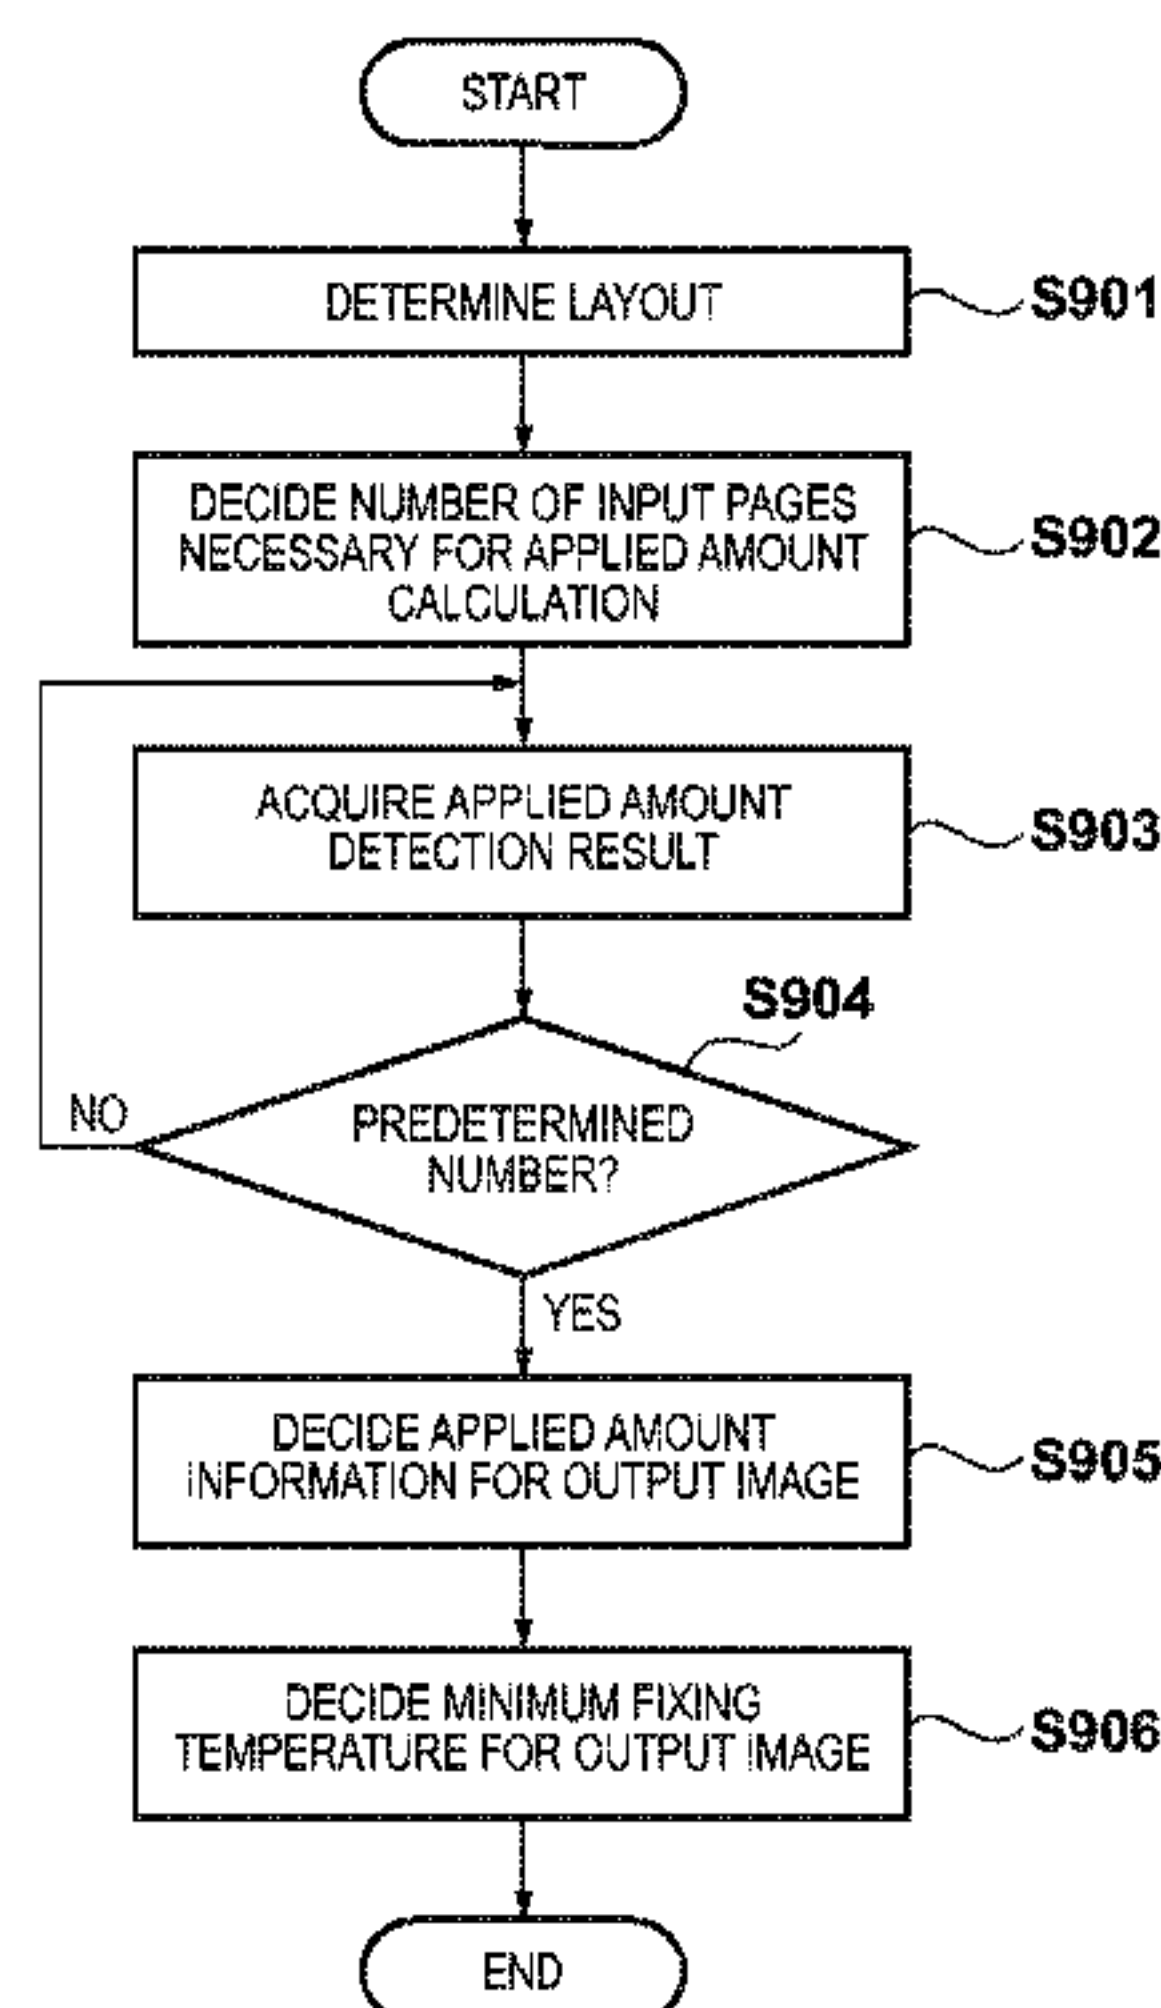 START
DETERMINE LAYOUT
S901
DECIDE NUMBER OF INPUT PAGES
NECESSARY FOR APPLIED AMOUNT
CALCULATION
S902
ACQUIRE APPLIED AMOUNT
DETECTION RESULT
S903
S904
NO
PREDETERMINED
NUMBER?
YES
DECIDE APPLIED AMOUNT
INFORMATION FOR OUTPUT IMAGE
S905
DECIDE MINIMUM FIXING
TEMPERATURE FOR OUTPUT IMAGE
S906
END